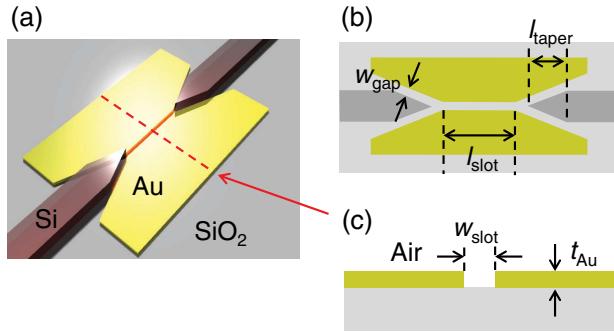 (a)
Au
Si
SiO₂
(b)
l_taper
w_gap
l_slot
(c)
w_slot
Air
t_Au